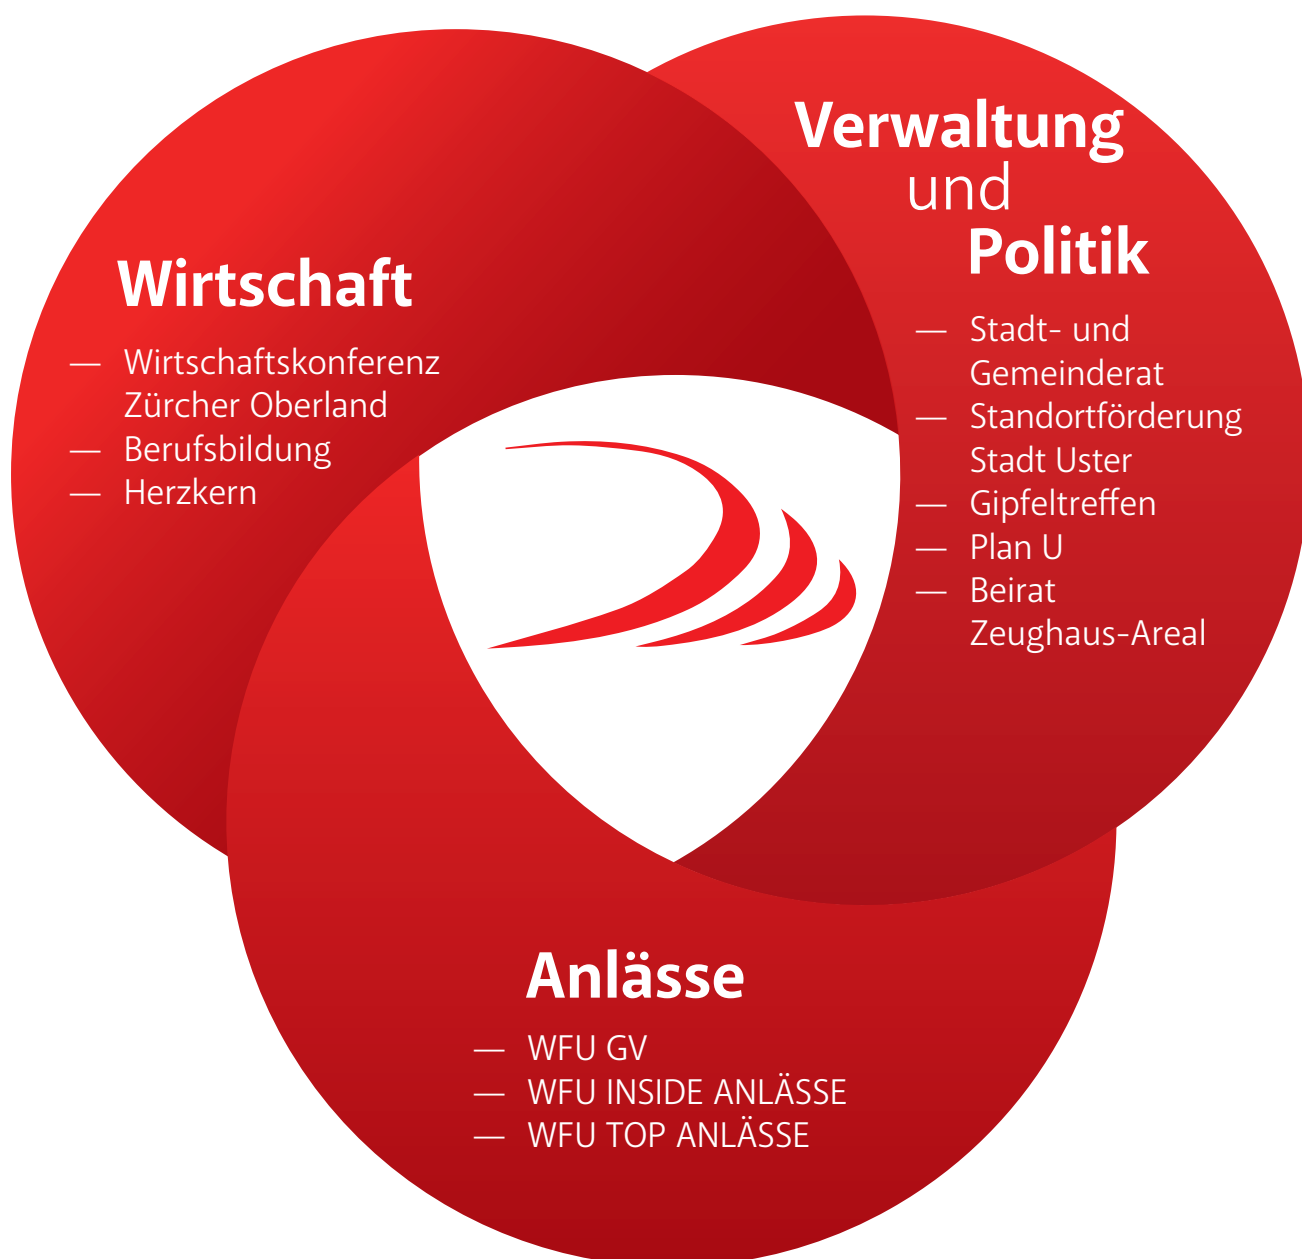 Wirtschaft
— Wirtschaftskonferenz
Zürcher Oberland
— Berufsbildung
— Herzkern
Verwaltung
und
Politik
— Stadt- und
Gemeinderat
— Standortförderung
Stadt Uster
— Gipfeltreffen
— Plan U
— Beirat
Zeughaus-Areal
Anlässe
— WFU GV
— WFU INSIDE ANLÄSSE
— WFU TOP ANLÄSSE